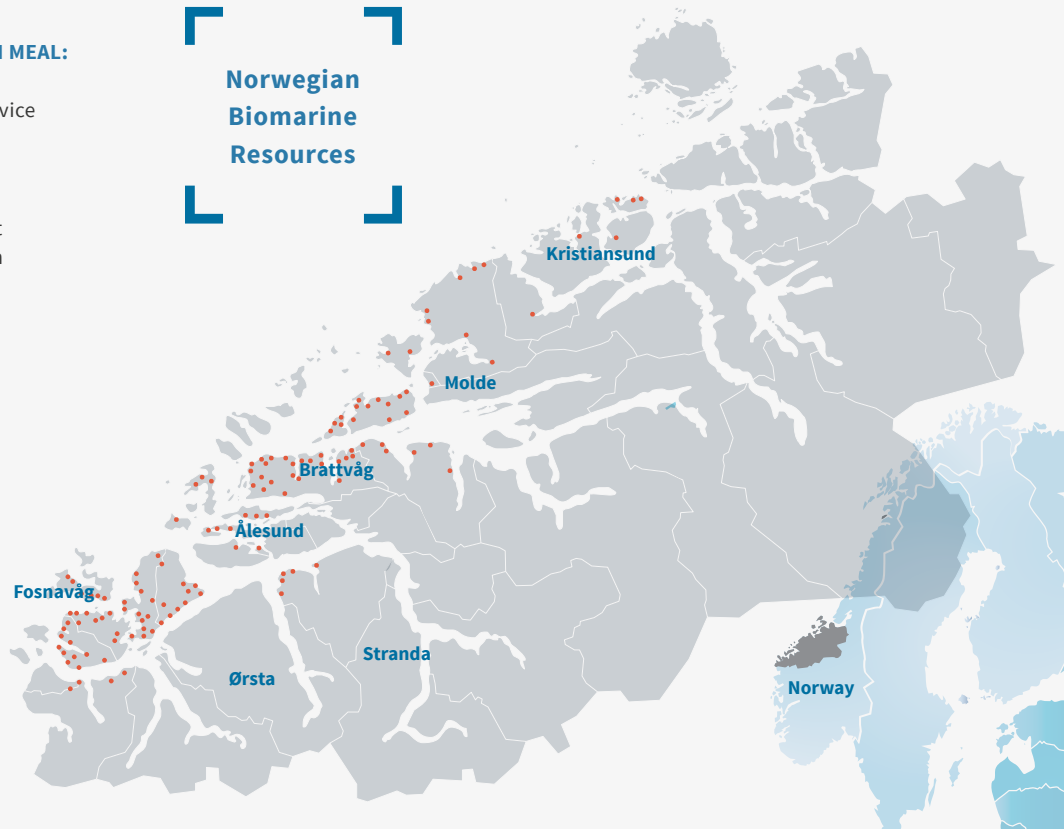 MEAL:
vice
Norwegian
Biomarine
Resources
Kristiansund
Molde
Brattvåg
Ålesund
Fosnavåg
Stranda
Ørsta
Norway